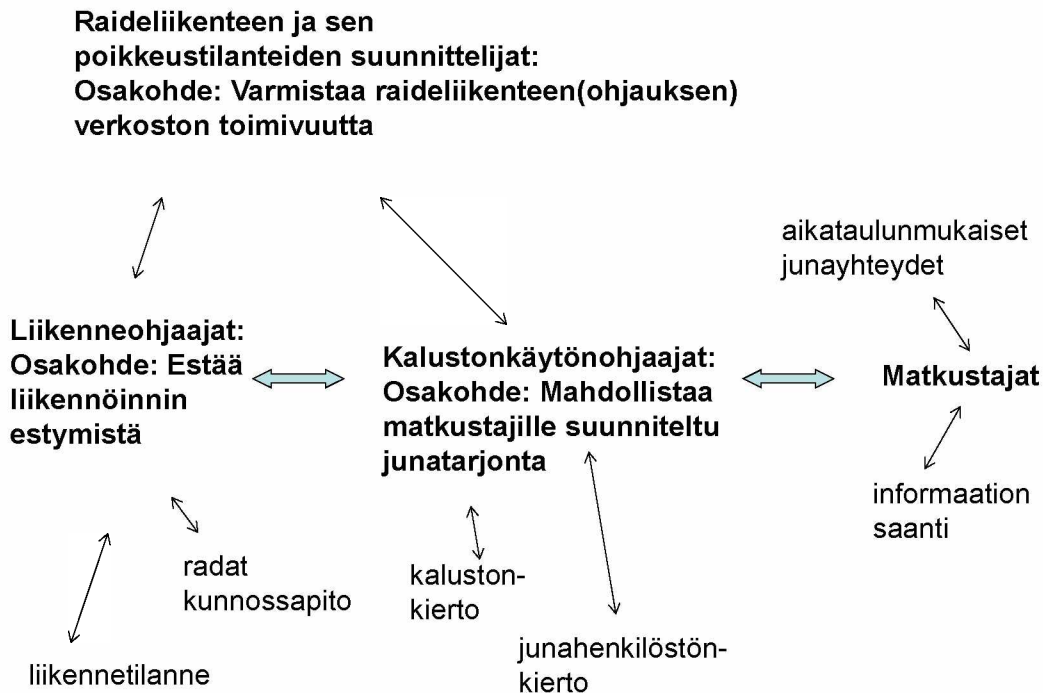 Raideliikenteen ja sen
poikkeustilanteiden suunnittelijat:
Osakohde: Varmistaa raideliikenteen(ohjauksen)
verkoston toimivuutta
aikataulunmukaiset
junayhteydet
Liikenneohjaajat:
Osakohde: Estää
liikennöinnin
estymistä
Kalustonkäytönohjaajat:
Osakohde: Mahdollistaa
matkustajille suunniteltu
junatarjonta
Matkustajat
informaation
saanti
radat
kunnossapito
kaluston-
kierto
junahenkilöstön-
kierto
liikennetilanne